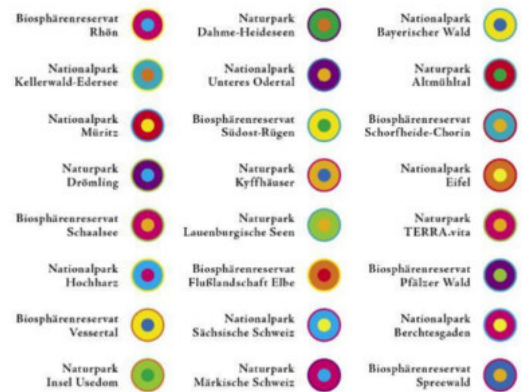 Biosphärenreservat
Rhön
Naturpark
Dahme-Heideseen
Nationalpark
Bayerischer Wald
Nationalpark
Kellerwald-Edersee
Nationalpark
Unteres Odertal
Naturpark
Altmühltal
Nationalpark
Müritz
Biosphärenreservat
Südost-Rügen
Biosphärenreservat
Schorfheide-Chorin
Naturpark
Drömling
Naturpark
Kyffhäuser
Nationalpark
Eifel
Biosphärenreservat
Schaalsee
Naturpark
Lauenburgische Seen
Naturpark
TERRA.vita
Nationalpark
Hochharz
Biosphärenreservat
Flußlandschaft Elbe
Biosphärenreservat
Pfälzer Wald
Biosphärenreservat
Vessertal
Nationalpark
Sächsische Schweiz
Nationalpark
Berchtesgaden
Naturpark
Insel Usedom
Naturpark
Märkische Schweiz
Biosphärenreservat
Spreewald